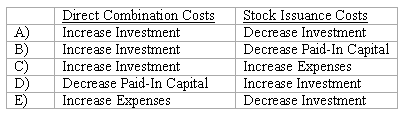 Direct Combination Costs Stock Issuance Costs
A) Increase Investment Decrease Investment
B) Increase Investment Decrease Paid-In Capital
C) Increase Investment Increase Expenses
D) Decrease Paid-In Capital Increase Investment
E) Increase Expenses Decrease Investment